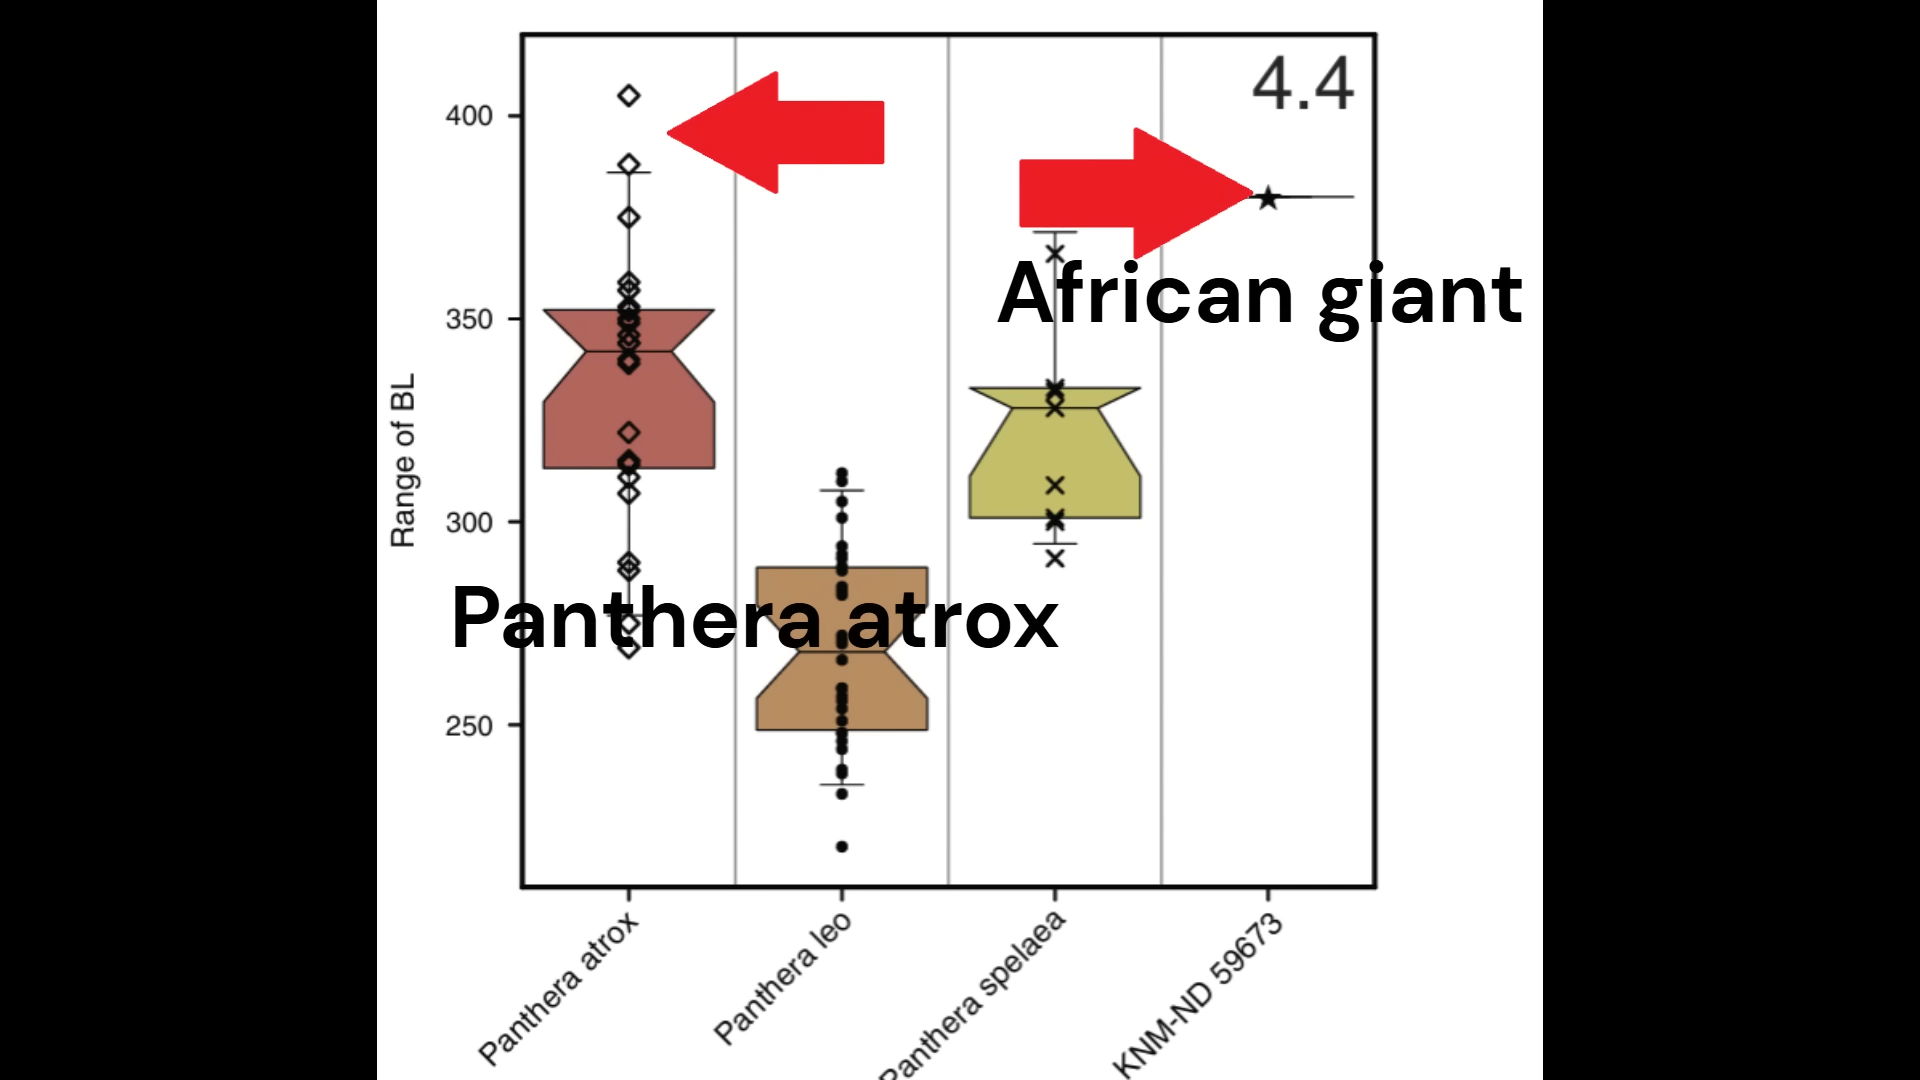 4.4
400
350
300
250
Range of BL
African giant
Panthera atrox
Panthera atrox
Panthera leo
Panthera spelaea
KNM-ND 59673